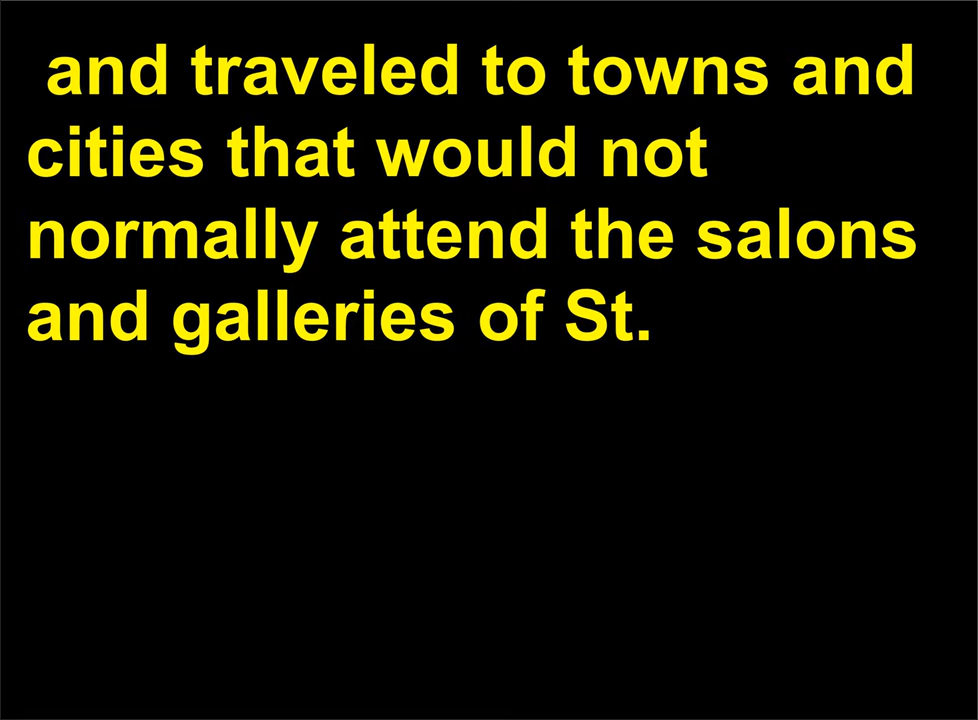 and traveled to towns and
cities that would not
normally attend the salons
and galleries of St.